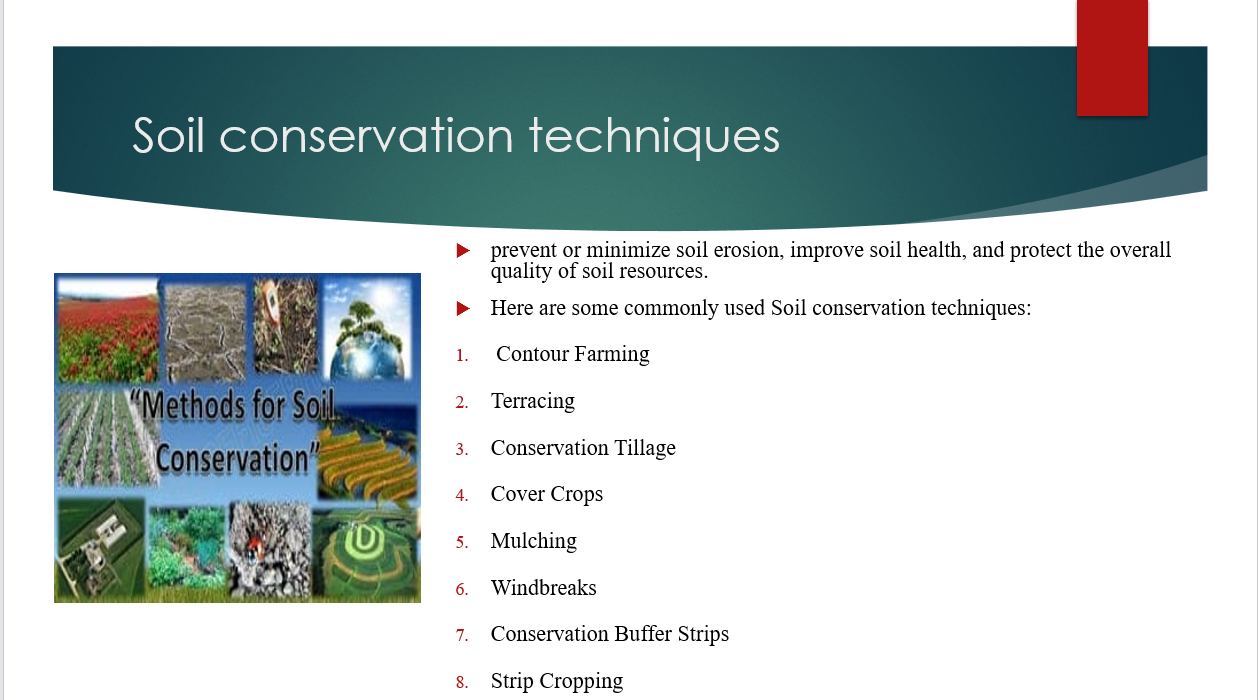 Soil conservation techniques
prevent or minimize soil erosion, improve soil health, and protect the overall
quality of soil resources.
Here are some commonly used Soil conservation techniques:
1. Contour Farming
2. Terracing
3. Conservation Tillage
4. Cover Crops
5. Mulching
6. Windbreaks
7. Conservation Buffer Strips
8. Strip Cropping
“Methods for Soil
Conservation”